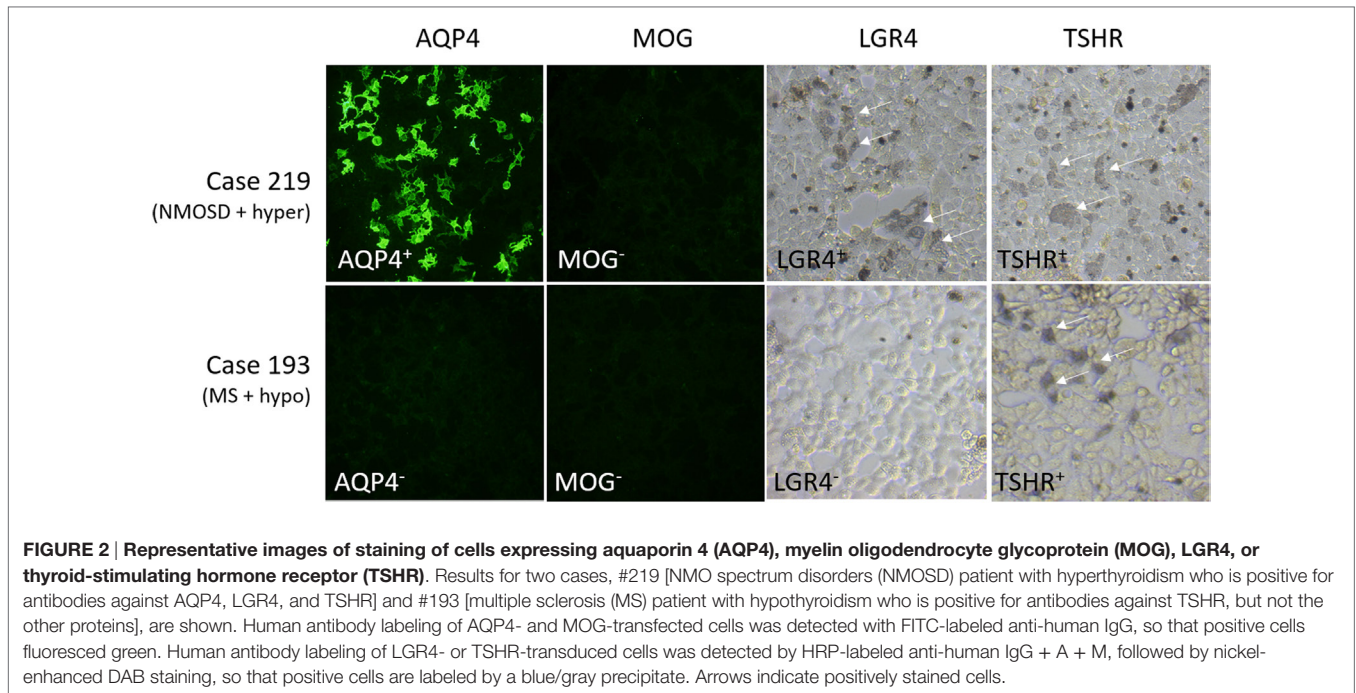 AQP4 MOG LGR4 TSHR
Case 219
(NMOSD + hyper)
AQP4⁺ MOG⁻ LGR4⁺ TSHR⁺
Case 193
(MS + hypo)
AQP4⁻ MOG⁻ LGR4⁻ TSHR⁺
FIGURE 2 | Representative images of staining of cells expressing aquaporin 4 (AQP4), myelin oligodendrocyte glycoprotein (MOG), LGR4, or
thyroid-stimulating hormone receptor (TSHR). Results for two cases, #219 [NMO spectrum disorders (NMOSD) patient with hyperthyroidism who is positive for
antibodies against AQP4, LGR4, and TSHR] and #193 [multiple sclerosis (MS) patient with hypothyroidism who is positive for antibodies against TSHR, but not the
other proteins], are shown. Human antibody labeling of AQP4- and MOG-transfected cells was detected with FITC-labeled anti-human IgG, so that positive cells
fluoresced green. Human antibody labeling of LGR4- or TSHR-transduced cells was detected by HRP-labeled anti-human IgG + A + M, followed by nickel-
enhanced DAB staining, so that positive cells are labeled by a blue/gray precipitate. Arrows indicate positively stained cells.